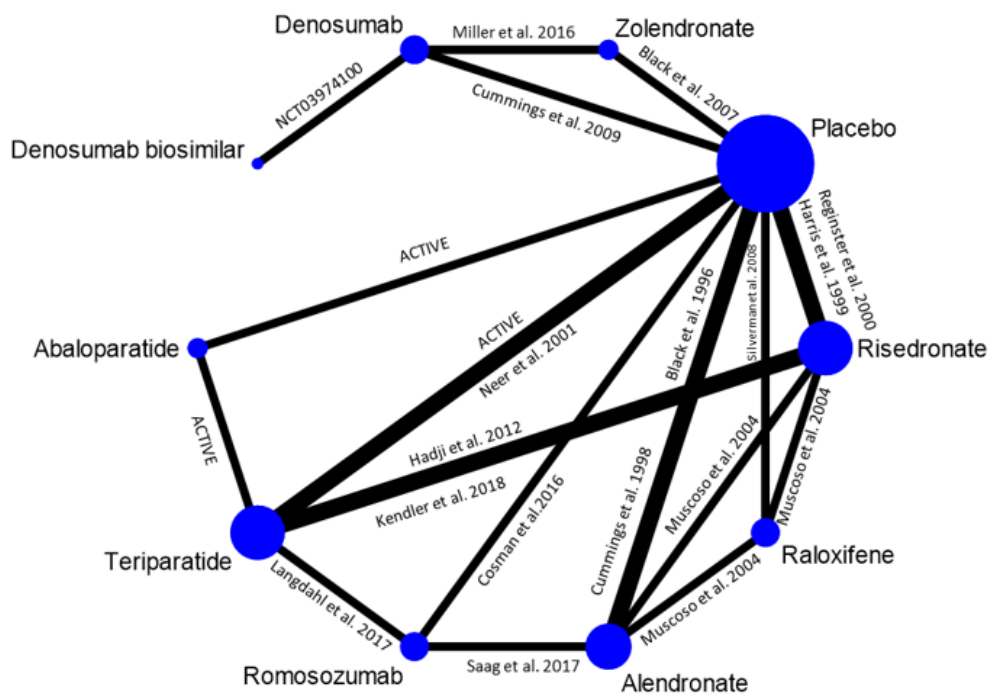 Denosumab
Miller et al. 2016
Zolendronate
Black et al. 2007
NCT03974100
Cummings et al. 2009
Placebo
Denosumab biosimilar
Reginster et al. 2000
Harris et al. 1999
ACTIVE
Silverman et al. 2008
Black et al. 1996
ACTIVE
Neer et al. 2001
Abaloparatide
Risedronate
ACTIVE
Hadji et al. 2012
Kendler et al. 2018
Muscoso et al. 2004
Muscoso et al. 2004
Cosman et al.2016
Cummings et al. 1998
Teriparatide
Raloxifene
Langdahl et al. 2017
Muscoso et al. 2004
Romosozumab
Saag et al. 2017
Alendronate